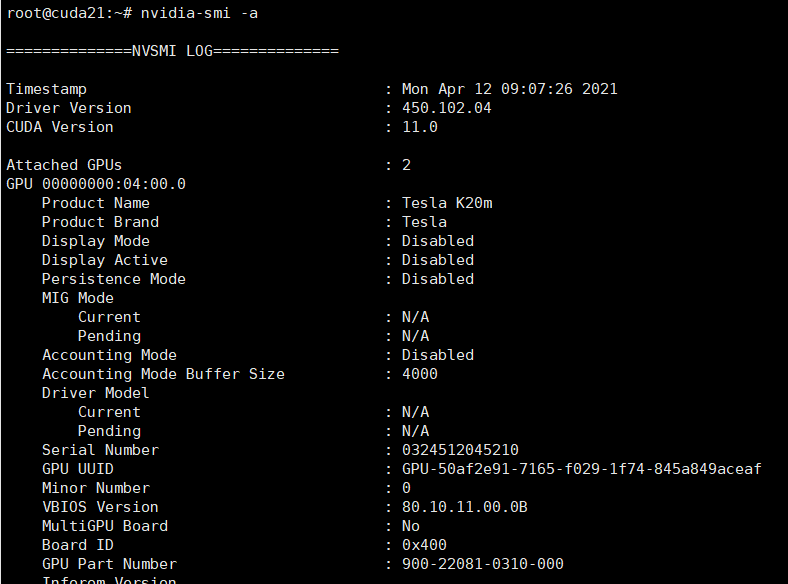 root@cuda21:~# nvidia-smi -a
==============NVSMI LOG==============
Timestamp : Mon Apr 12 09:07:26 2021
Driver Version : 450.102.04
CUDA Version : 11.0
Attached GPUs : 2
GPU 00000000:04:00.0
Product Name : Tesla K20m
Product Brand : Tesla
Display Mode : Disabled
Display Active : Disabled
Persistence Mode : Disabled
MIG Mode
Current : N/A
Pending : N/A
Accounting Mode : Disabled
Accounting Mode Buffer Size : 4000
Driver Model
Current : N/A
Pending : N/A
Serial Number : 0324512045210
GPU UUID : GPU-50af2e91-7165-f029-1f74-845a849aceaf
Minor Number : 0
VBIOS Version : 80.10.11.00.0B
MultiGPU Board : No
Board ID : 0x400
GPU Part Number : 900-22081-0310-000
Inforom Version